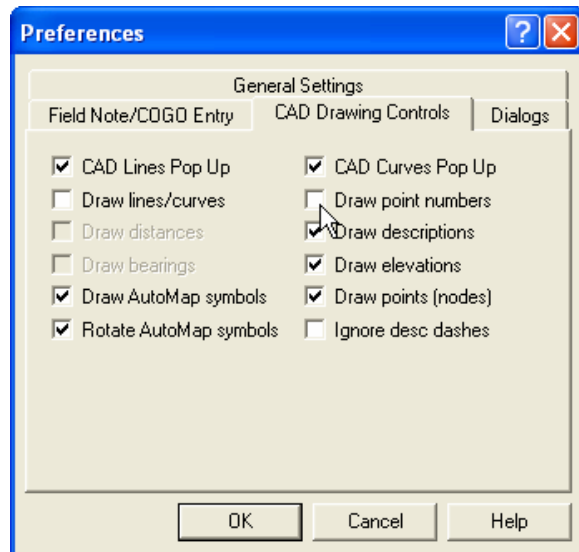 Preferences
General Settings
Field Note/COGO Entry CAD Drawing Controls Dialogs
CAD Lines Pop Up CAD Curves Pop Up
Draw lines/curves Draw point numbers
Draw distances Draw descriptions
Draw bearings Draw elevations
Draw AutoMap symbols Draw points (nodes)
Rotate AutoMap symbols Ignore desc dashes
OK Cancel Help